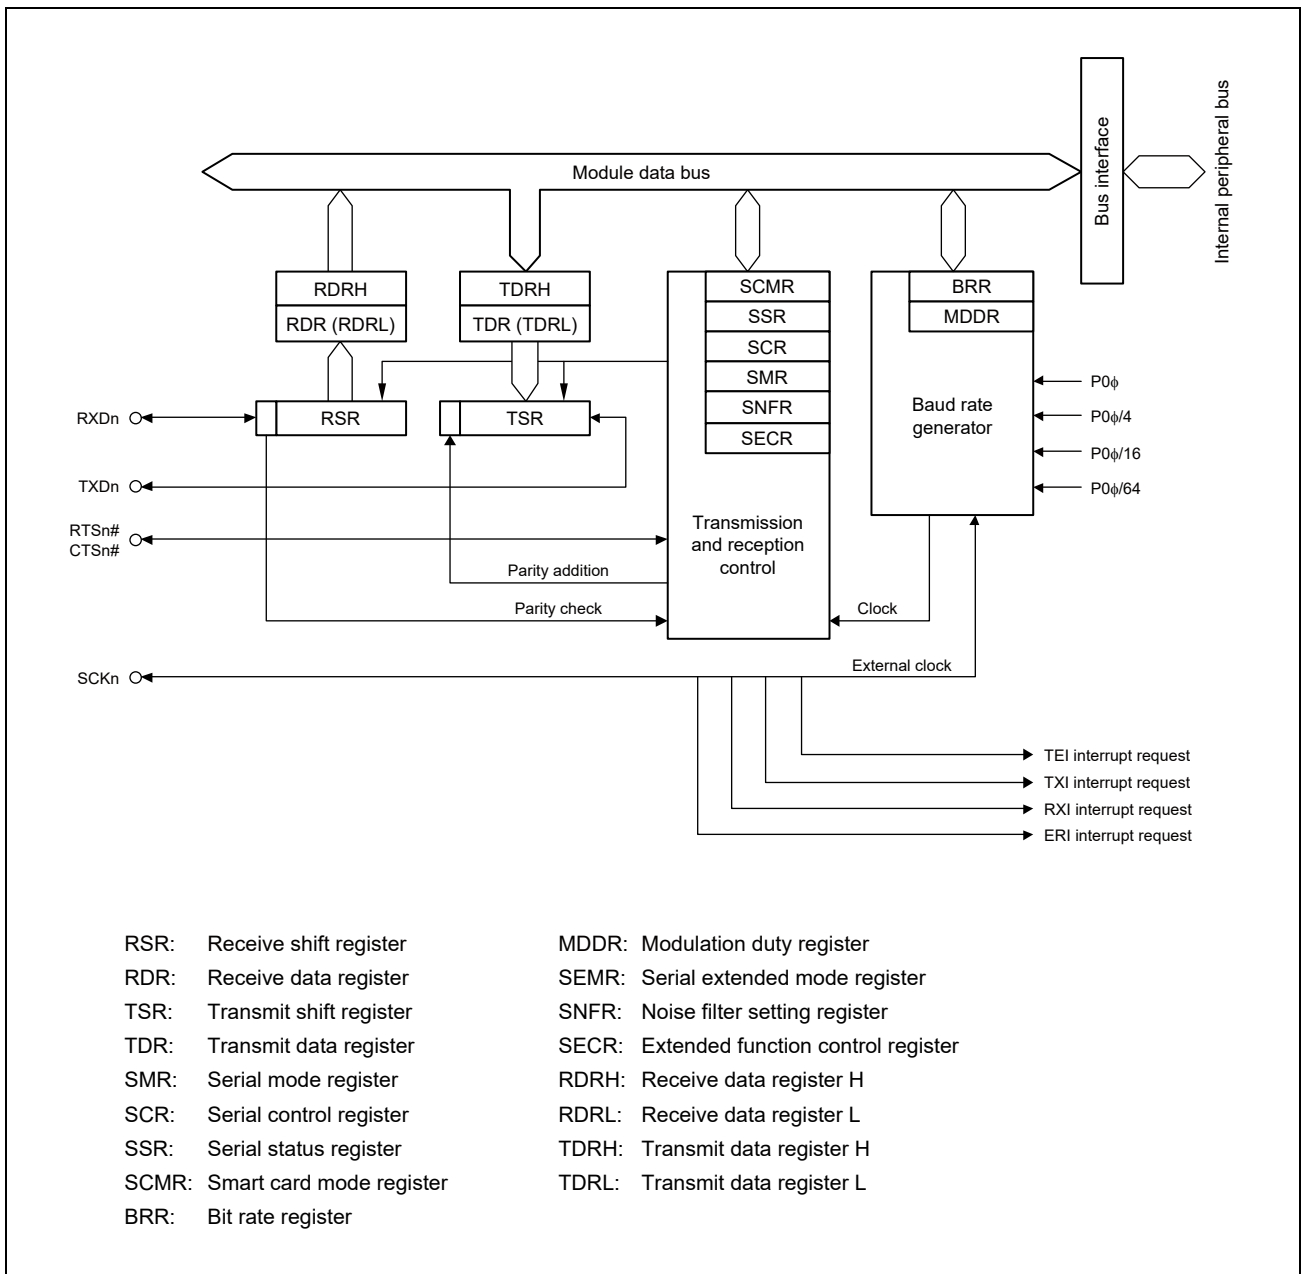 Module data bus
Bus interface
Internal peripheral bus
RDRH
RDR (RDRL)
TDRH
TDR (TDRL)
SCMR
SSR
SCR
SMR
SNFR
SECR
BRR
MDDR
RXDn
RSR
TSR
Baud rate
generator
P0ϕ
P0ϕ/4
P0ϕ/16
P0ϕ/64
TXDn
RTSn#
CTSn#
Transmission
and reception
control
Parity addition
Parity check
Clock
External clock
SCKn
TEI interrupt request
TXI interrupt request
RXI interrupt request
ERI interrupt request
RSR: Receive shift register
RDR: Receive data register
TSR: Transmit shift register
TDR: Transmit data register
SMR: Serial mode register
SCR: Serial control register
SSR: Serial status register
SCMR: Smart card mode register
BRR: Bit rate register
MDDR: Modulation duty register
SEMR: Serial extended mode register
SNFR: Noise filter setting register
SECR: Extended function control register
RDRH: Receive data register H
RDRL: Receive data register L
TDRH: Transmit data register H
TDRL: Transmit data register L